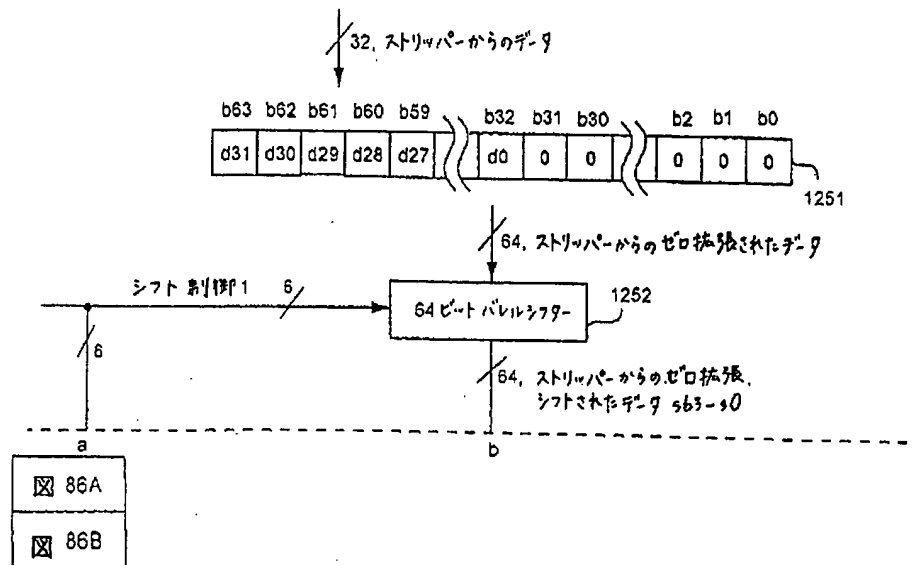 32, ストリッパーからのデータ
b63 b62 b61 b60 b59 b32 b31 b30 b2 b1 b0
d31 d30 d29 d28 d27 d0 0 0 0 0 0
1251
64, ストリッパーからのゼロ拡張されたデータ
シフト制御1 6
64ビットバレルシフター
1252
6
64, ストリッパーからのゼロ拡張,
シフトされたデータ s63-s0
a b
図 86A
図 86B